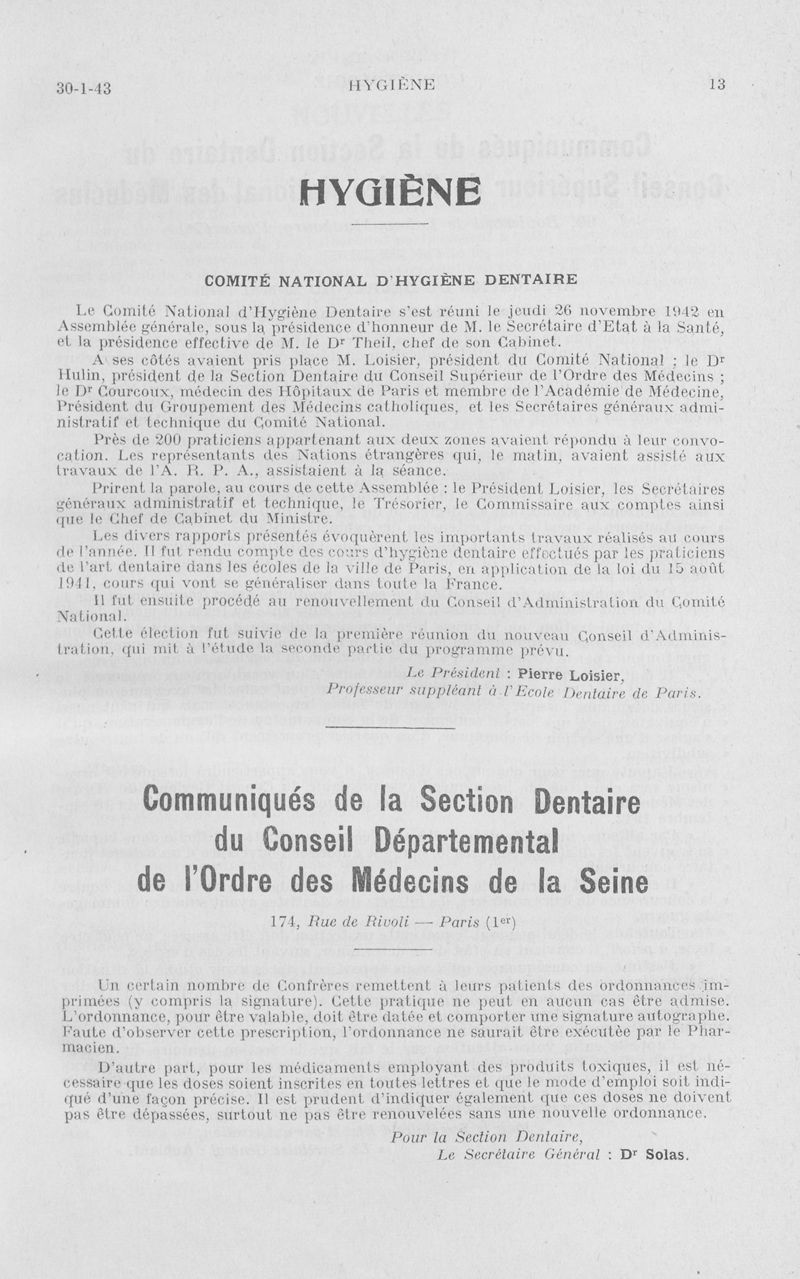 30-1-43 HYGIÈNE 13
HYGIÈNE
COMITÉ NATIONAL D'HYGIÈNE DENTAIRE
Le Comité National d'Hygiène Dentaire s'est réuni le jeudi 26 novembre 1942 en
Assemblée générale, sous la présidence d'honneur de M. le Secrétaire d'Etat à la Santé,
et la présidence effective de M. le Dr Theil, chef de son Cabinet.
A ses côtés avaient pris place M. Loisier, président du Comité National ; le Dr
Hulin, président de la Section Dentaire du Conseil Supérieur de l'Ordre des Médecins ;
le Dr Courcoux, médecin des Hôpitaux de Paris et membre de l'Académie de Médecine,
Président du Groupement des Médecins catholiques, et les Secrétaires généraux admi-
nistratif et technique du Comité National.
Près de 200 praticiens appartenant aux deux zones avaient répondu à leur convo-
cation. Les représentants des Nations étrangères qui, le matin, avaient assisté aux
travaux de l'A. R. P. A., assistaient à la séance.
Prirent la parole, au cours de cette Assemblée : le Président Loisier, les Secrétaires
généraux administratif et technique, le Trésorier, le Commissaire aux comptes ainsi
que le Chef de Cabinet du Ministre.
Les divers rapports présentés évoquèrent les importants travaux réalisés au cours
de l'année. Il fut rendu compte des cours d'hygiène dentaire effectués par les praticiens
de l'art dentaire dans les écoles de la ville de Paris, en application de la loi du 15 août
1941, cours qui vont se généraliser dans toute la France.
Il fut ensuite procédé au renouvellement du Conseil d'Administration du Comité
National.
Cette élection fut suivie de la première réunion du nouveau Conseil d'Adminis-
tration, qui mit à l'étude la seconde partie du programme prévu.
Le Président : Pierre Loisier,
Professeur suppléant à l'Ecole Dentaire de Paris.
Communiqués de la Section Dentaire
du Conseil Départemental
de l'Ordre des Médecins de la Seine
174, Rue de Rivoli — Paris (1er)
Un certain nombre de Confrères remettent à leurs patients des ordonnances im-
primées (y compris la signature). Cette pratique ne peut en aucun cas être admise.
L'ordonnance, pour être valable, doit être datée et comporter une signature autographe.
Faute d'observer cette prescription, l'ordonnance ne saurait être exécutée par le Phar-
macien.
D'autre part, pour les médicaments employant des produits toxiques, il est né-
cessaire que les doses soient inscrites en toutes lettres et que le mode d'emploi soit indi-
qué d'une façon précise. Il est prudent d'indiquer également que ces doses ne doivent
pas être dépassées, surtout ne pas être renouvelées sans une nouvelle ordonnance.
Pour la Section Dentaire,
Le Secrétaire Général : Dr Solas.